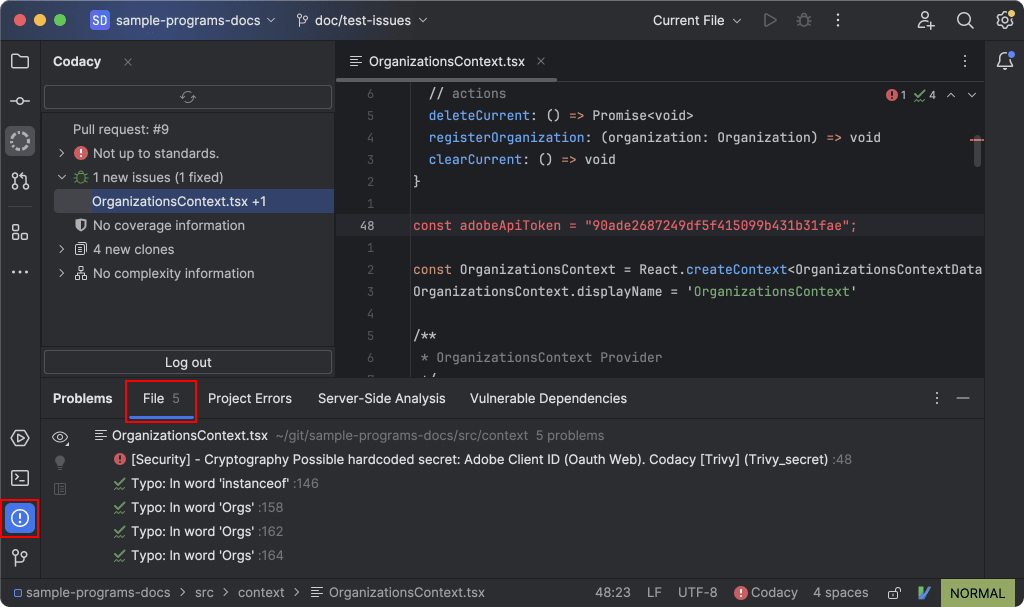 SD sample-programs-docs doc/test-issues Current File
Codacy
Pull request: #9
Not up to standards.
1 new issues (1 fixed)
OrganizationsContext.tsx +1
No coverage information
4 new clones
No complexity information
Log out
OrganizationsContext.tsx
1 4
6 // actions
5 deleteCurrent: () => Promise<void>
4 registerOrganization: (organization: Organization) => void
3 clearCurrent: () => void
2 }
1
48 const adobeApiToken = "90ade2687249df5f415099b431b31fae";
1
2 const OrganizationsContext = React.createContext<OrganizationsContextData
3 OrganizationsContext.displayName = 'OrganizationsContext'
4
5 /**
6 * OrganizationsContext Provider
Problems File 5 Project Errors Server-Side Analysis Vulnerable Dependencies
OrganizationsContext.tsx ~/git/sample-programs-docs/src/context 5 problems
[Security] - Cryptography Possible hardcoded secret: Adobe Client ID (Oauth Web). Codacy [Trivy] (Trivy_secret) :48
Typo: In word 'instanceof' :146
Typo: In word 'Orgs' :158
Typo: In word 'Orgs' :162
Typo: In word 'Orgs' :164
sample-programs-docs > src > context > OrganizationsContext.tsx 48:23 LF UTF-8 Codacy 4 spaces NORMAL